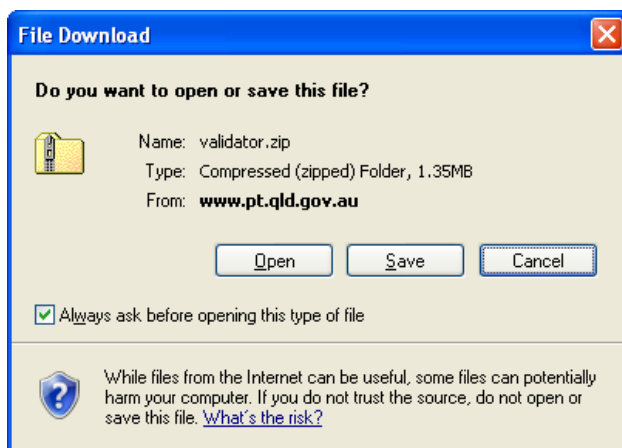 File Download
Do you want to open or save this file?
Name: validator.zip
Type: Compressed (zipped) Folder, 1.35MB
From: www.pt.qld.gov.au
Open Save Cancel
Always ask before opening this type of file
While files from the Internet can be useful, some files can potentially
harm your computer. If you do not trust the source, do not open or
save this file. What's the risk?